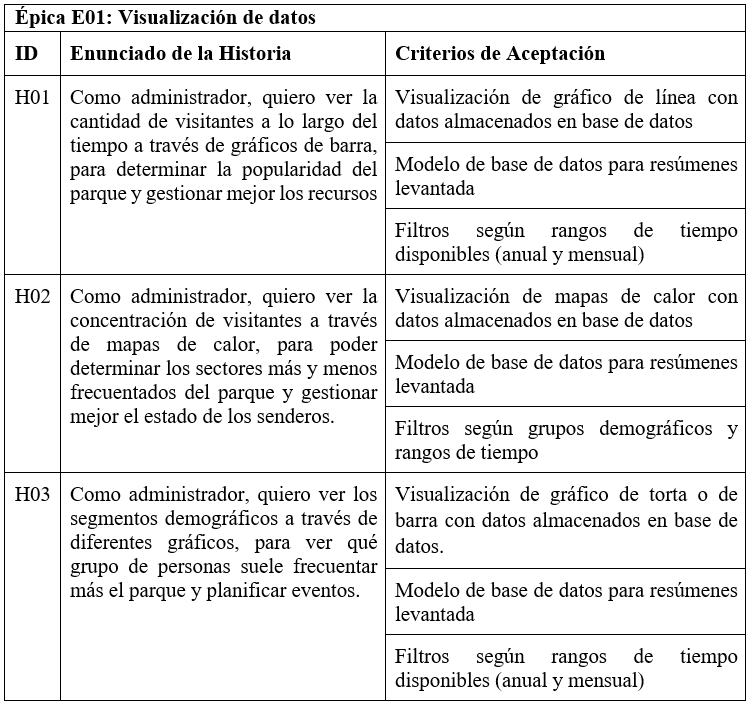 Épica E01: Visualización de datos
ID
Enunciado de la Historia
Criterios de Aceptación
H01
Como administrador, quiero ver la
cantidad de visitantes a lo largo del
tiempo a través de gráficos de barra,
para determinar la popularidad del
parque y gestionar mejor los recursos
Visualización de gráfico de línea con
datos almacenados en base de datos
Modelo de base de datos para resúmenes
levantada
Filtros según rangos de tiempo
disponibles (anual y mensual)
H02
Como administrador, quiero ver la
concentración de visitantes a través
de mapas de calor, para poder
determinar los sectores más y menos
frecuentados del parque y gestionar
mejor el estado de los senderos.
Visualización de mapas de calor con
datos almacenados en base de datos
Modelo de base de datos para resúmenes
levantada
Filtros según grupos demográficos y
rangos de tiempo
H03
Como administrador, quiero ver los
segmentos demográficos a través de
diferentes gráficos, para ver qué
grupo de personas suele frecuentar
más el parque y planificar eventos.
Visualización de gráfico de torta o de
barra con datos almacenados en base de
datos.
Modelo de base de datos para resúmenes
levantada
Filtros según rangos de tiempo
disponibles (anual y mensual)